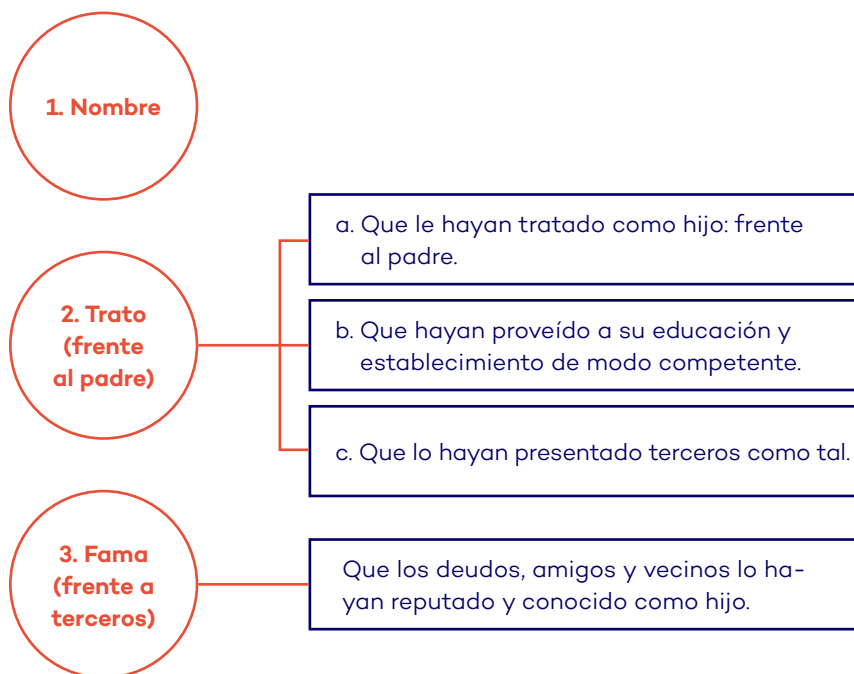 1. Nombre
2. Trato
(frente
al padre)
a. Que le hayan tratado como hijo: frente
al padre.
b. Que hayan proveído a su educación y
establecimiento de modo competente.
c. Que lo hayan presentado terceros como tal.
3. Fama
(frente a
terceros)
Que los deudos, amigos y vecinos lo ha-
yan reputado y conocido como hijo.